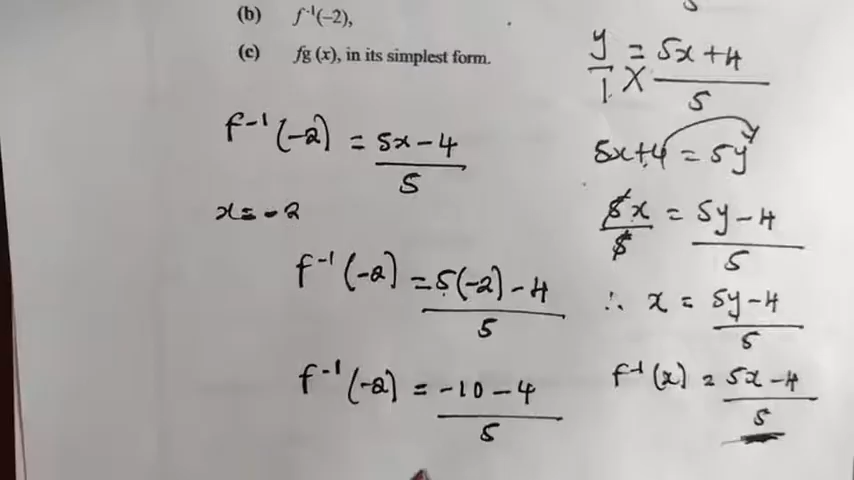 (b) f⁻¹(–2),
(c) fg (x), in its simplest form.
f⁻¹(-2) = (5x - 4)/5
x = -2
f⁻¹(-2) = (5(-2) - 4)/5
f⁻¹(-2) = (-10 - 4)/5
5
y/1 × = (5x + 4)/5
5x + 4 = 5y
5x/5 = (5y - 4)/5
∴ x = (5y - 4)/5
f⁻¹(x) = (5x - 4)/5